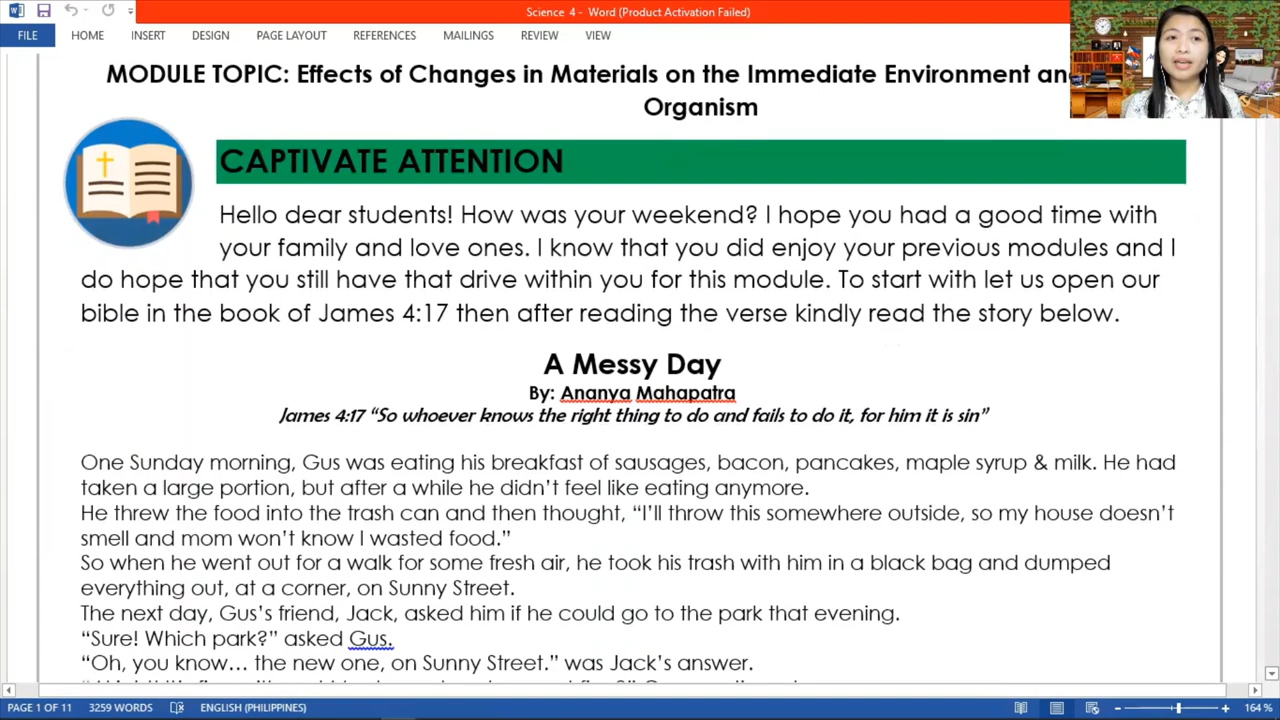 Science 4 - Word (Product Activation Failed)
FILE HOME INSERT DESIGN PAGE LAYOUT REFERENCES MAILINGS REVIEW VIEW
MODULE TOPIC: Effects of Changes in Materials on the Immediate Environment
Organism
CAPTIVATE ATTENTION
Hello dear students! How was your weekend? I hope you had a good time with
your family and love ones. I know that you did enjoy your previous modules and I
do hope that you still have that drive within you for this module. To start with let us open our
bible in the book of James 4:17 then after reading the verse kindly read the story below.
A Messy Day
By: Ananya Mahapatra
James 4:17 “So whoever knows the right thing to do and fails to do it, for him it is sin”
One Sunday morning, Gus was eating his breakfast of sausages, bacon, pancakes, maple syrup & milk. He had
taken a large portion, but after a while he didn’t feel like eating anymore.
He threw the food into the trash can and then thought, “I’ll throw this somewhere outside, so my house doesn’t
smell and mom won’t know I wasted food.”
So when he went out for a walk for some fresh air, he took his trash with him in a black bag and dumped
everything out, at a corner, on Sunny Street.
The next day, Gus’s friend, Jack, asked him if he could go to the park that evening.
“Sure! Which park?” asked Gus.
“Oh, you know… the new one, on Sunny Street.” was Jack’s answer.
PAGE 1 OF 11 3259 WORDS ENGLISH (PHILIPPINES) 164 %